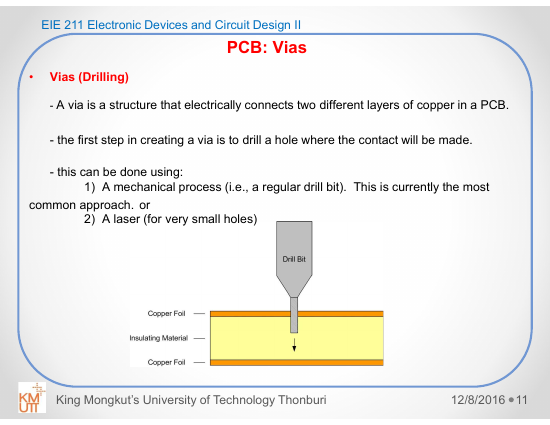 EIE 211 Electronic Devices and Circuit Design II
PCB: Vias
• Vias (Drilling)
- A via is a structure that electrically connects two different layers of copper in a PCB.
- the first step in creating a via is to drill a hole where the contact will be made.
- this can be done using:
1) A mechanical process (i.e., a regular drill bit). This is currently the most
common approach. or
2) A laser (for very small holes)
Drill Bit
Copper Foil
Insulating Material
Copper Foil
KM
UTT
King Mongkut's University of Technology Thonburi
12/8/2016 • 11